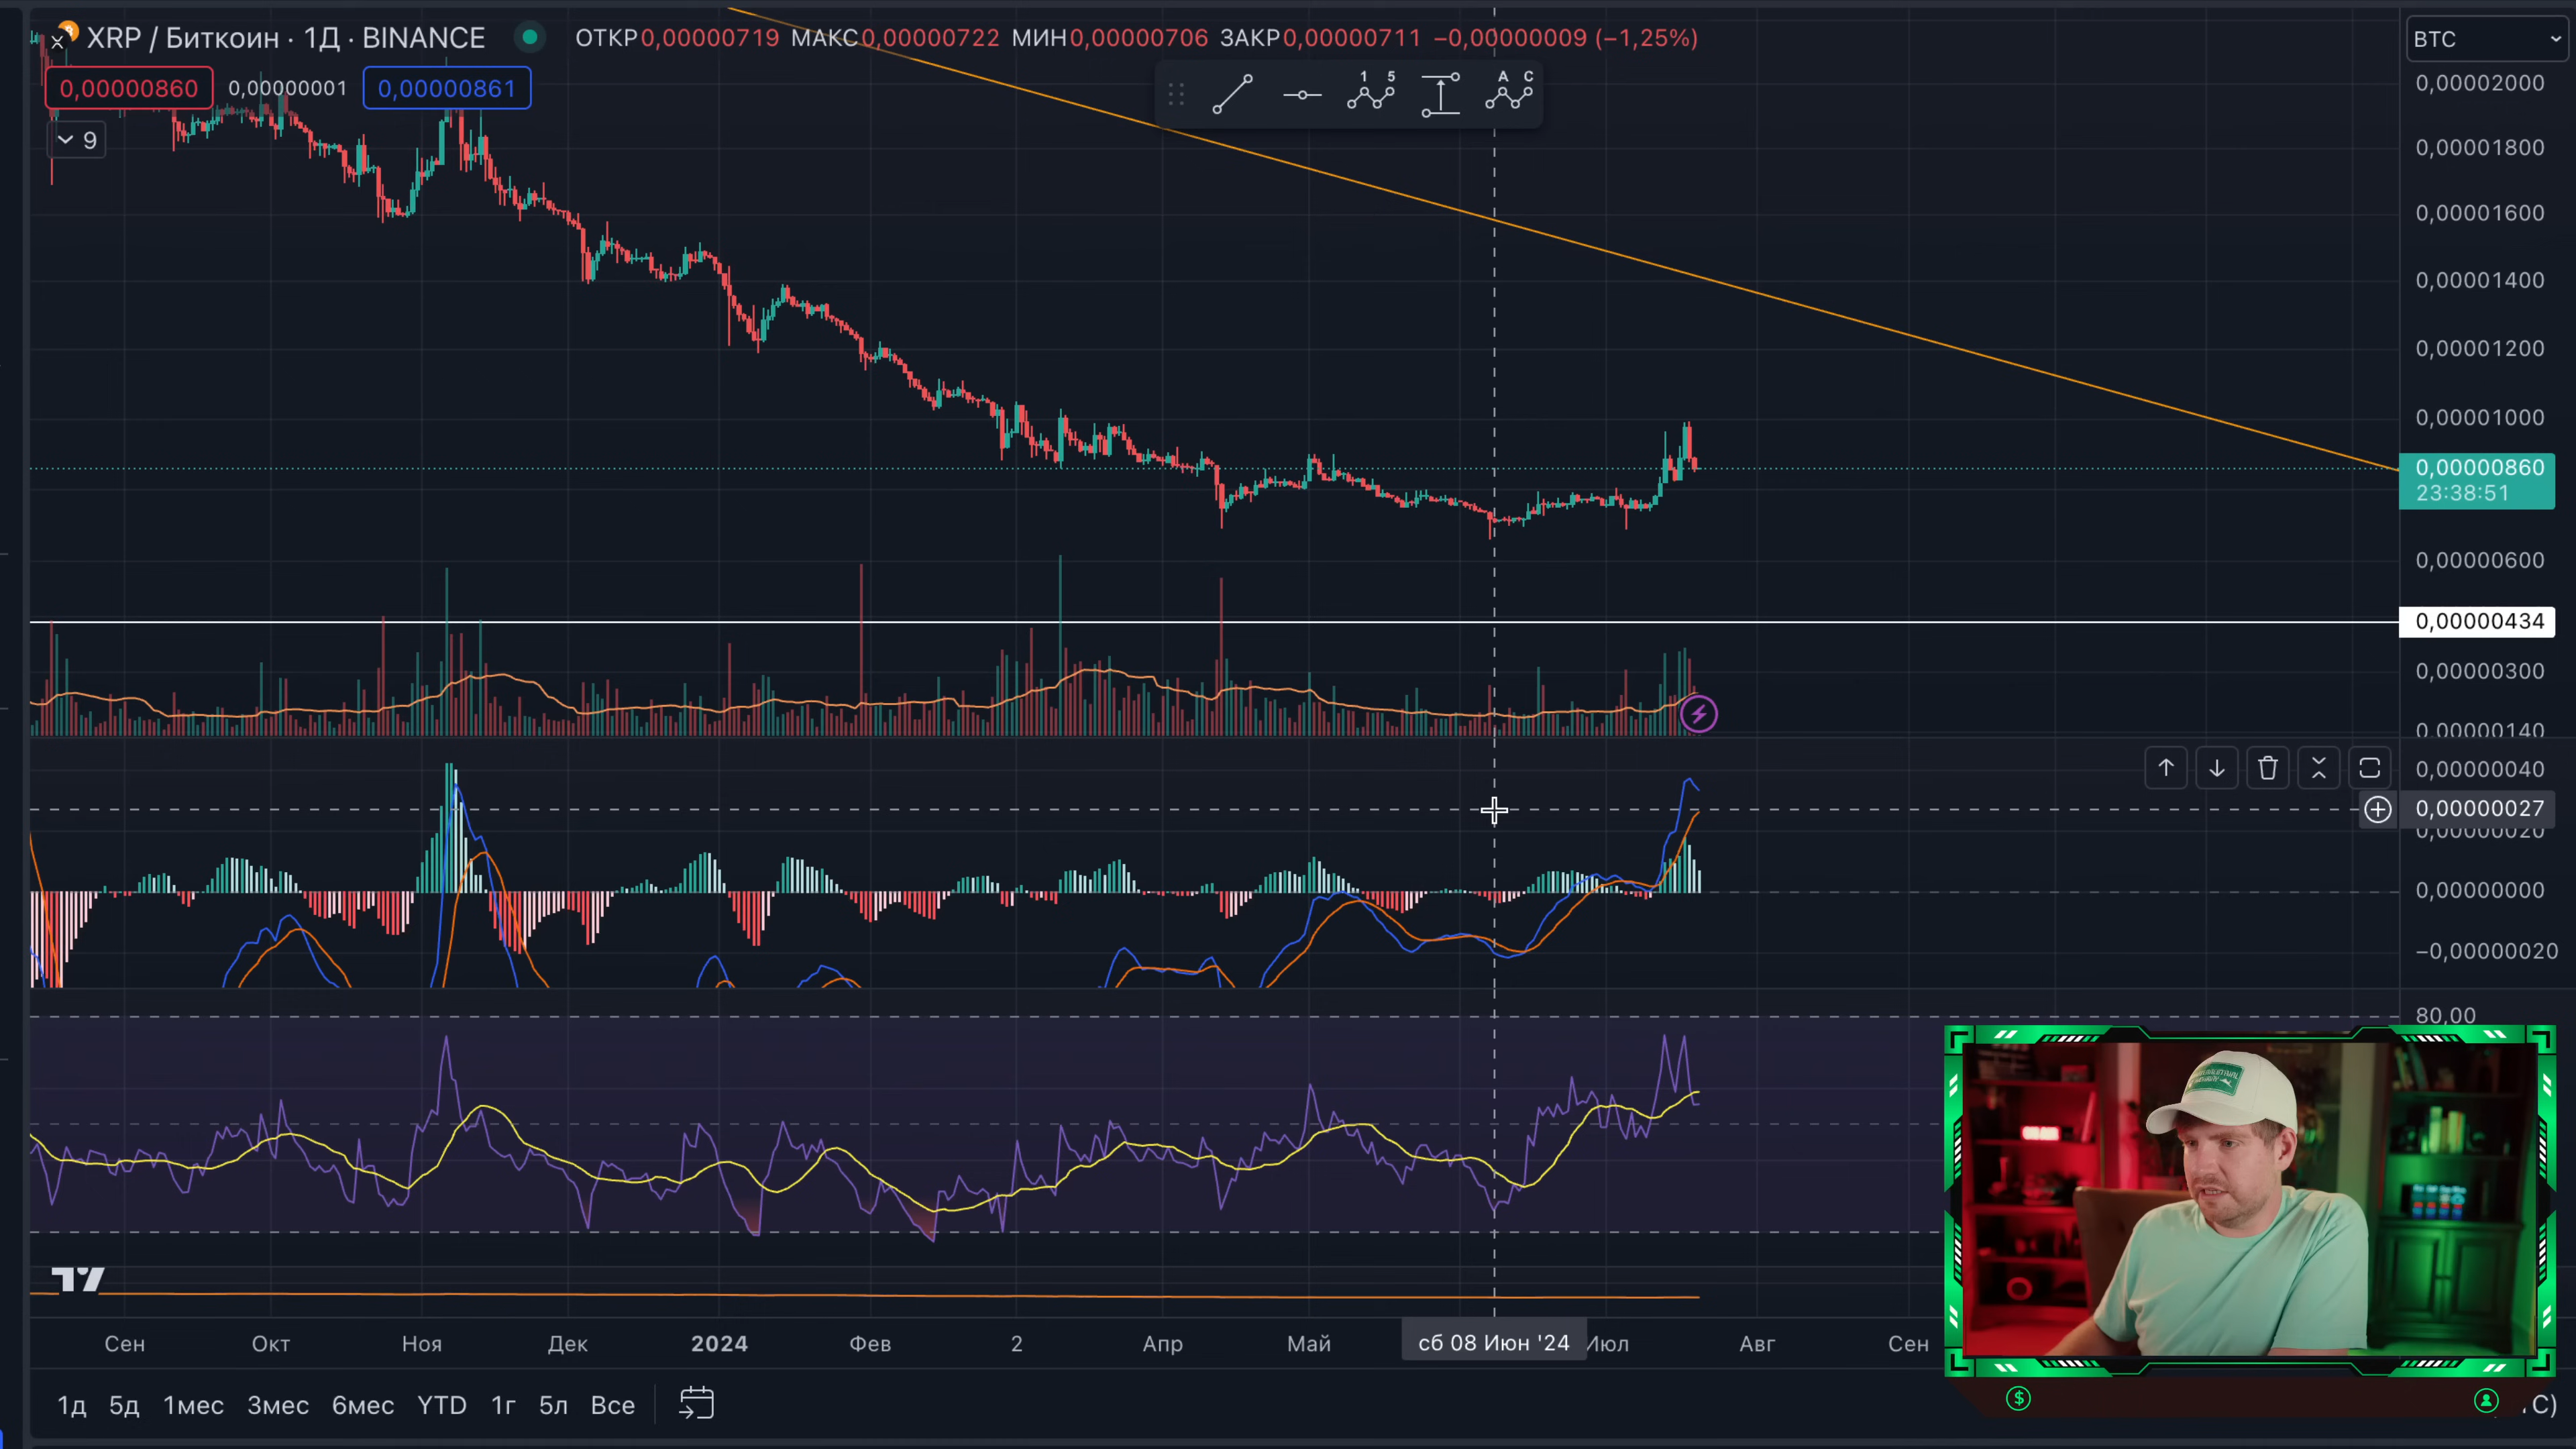 XRP / Биткоин · 1Д · BINANCE
ОТКР0,00000719 МАКС0,00000722 МИН0,00000706 ЗАКР0,00000711 −0,00000009 (−1,25%)
BTC
0,00000860 0,00000001 0,00000861
9
1 5
A C
0,00002000
0,00001800
0,00001600
0,00001400
0,00001200
0,00001000
0,00000860
23:38:51
0,00000600
0,00000434
0,00000300
0,00000140
0,00000040
0,00000027
0,00000020
0,00000000
−0,00000020
80,00
Сен Окт Ноя Дек 2024 Фев 2 Апр Май сб 08 Июн '24 Июл Авг Сен
1д 5д 1мес 3мес 6мес YTD 1г 5л Все
C)